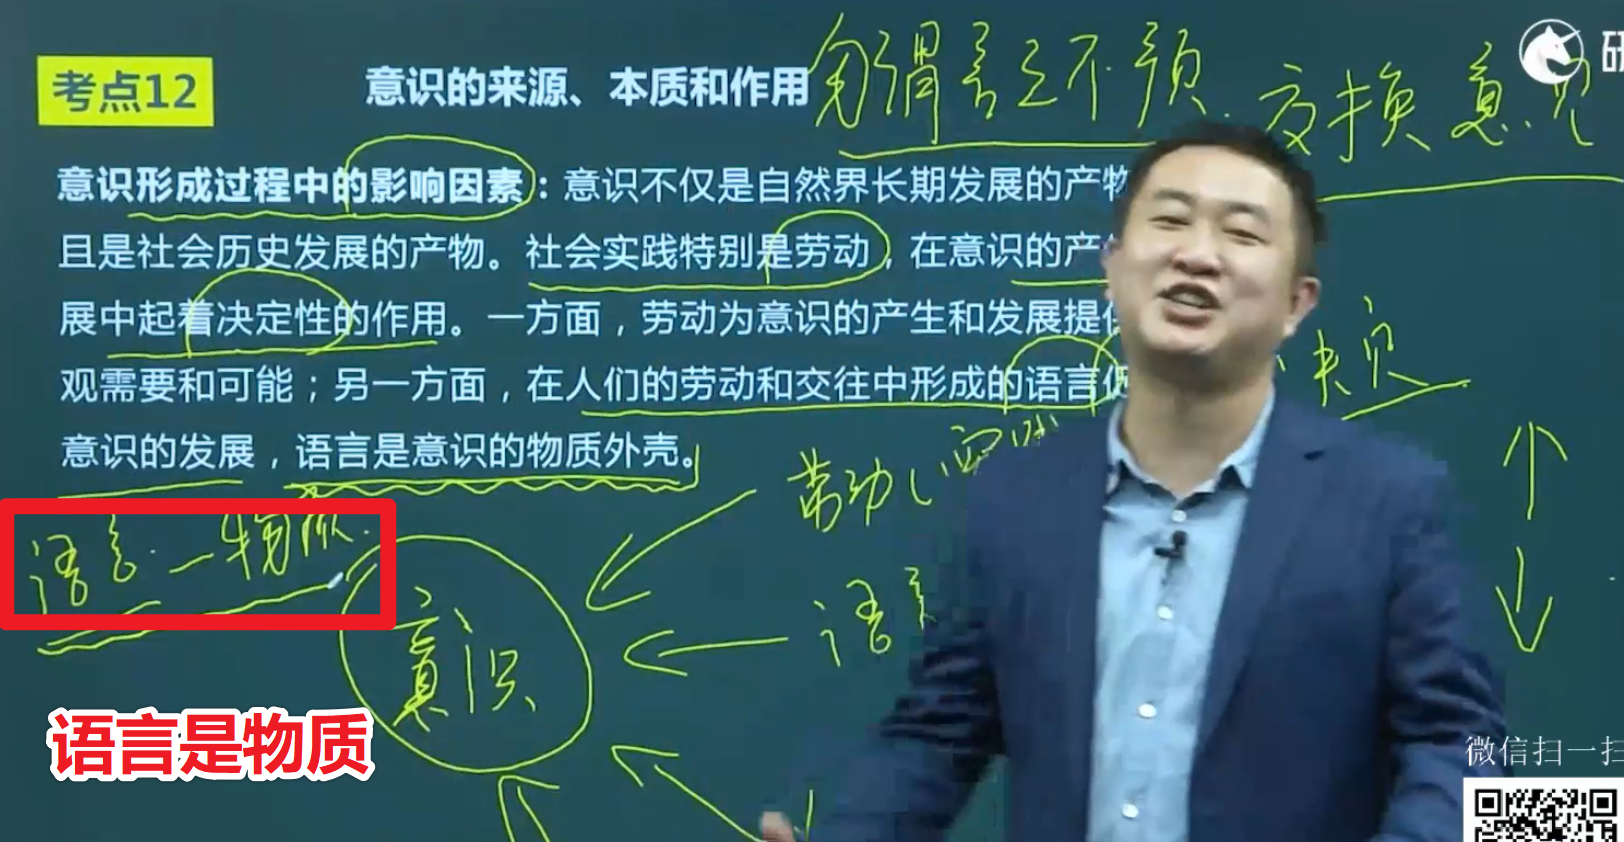 考点12
意识的来源、本质和作用
勿谓言之不预
交换意见
研
意识形成过程中的影响因素：意识不仅是自然界长期发展的产物
且是社会历史发展的产物。社会实践特别是劳动，在意识的产
展中起着决定性的作用。一方面，劳动为意识的产生和发展提供
观需要和可能；另一方面，在人们的劳动和交往中形成的语言促
意识的发展，语言是意识的物质外壳。
劳动（
语言一物质
语言
意识
语言是物质
微信扫一扫